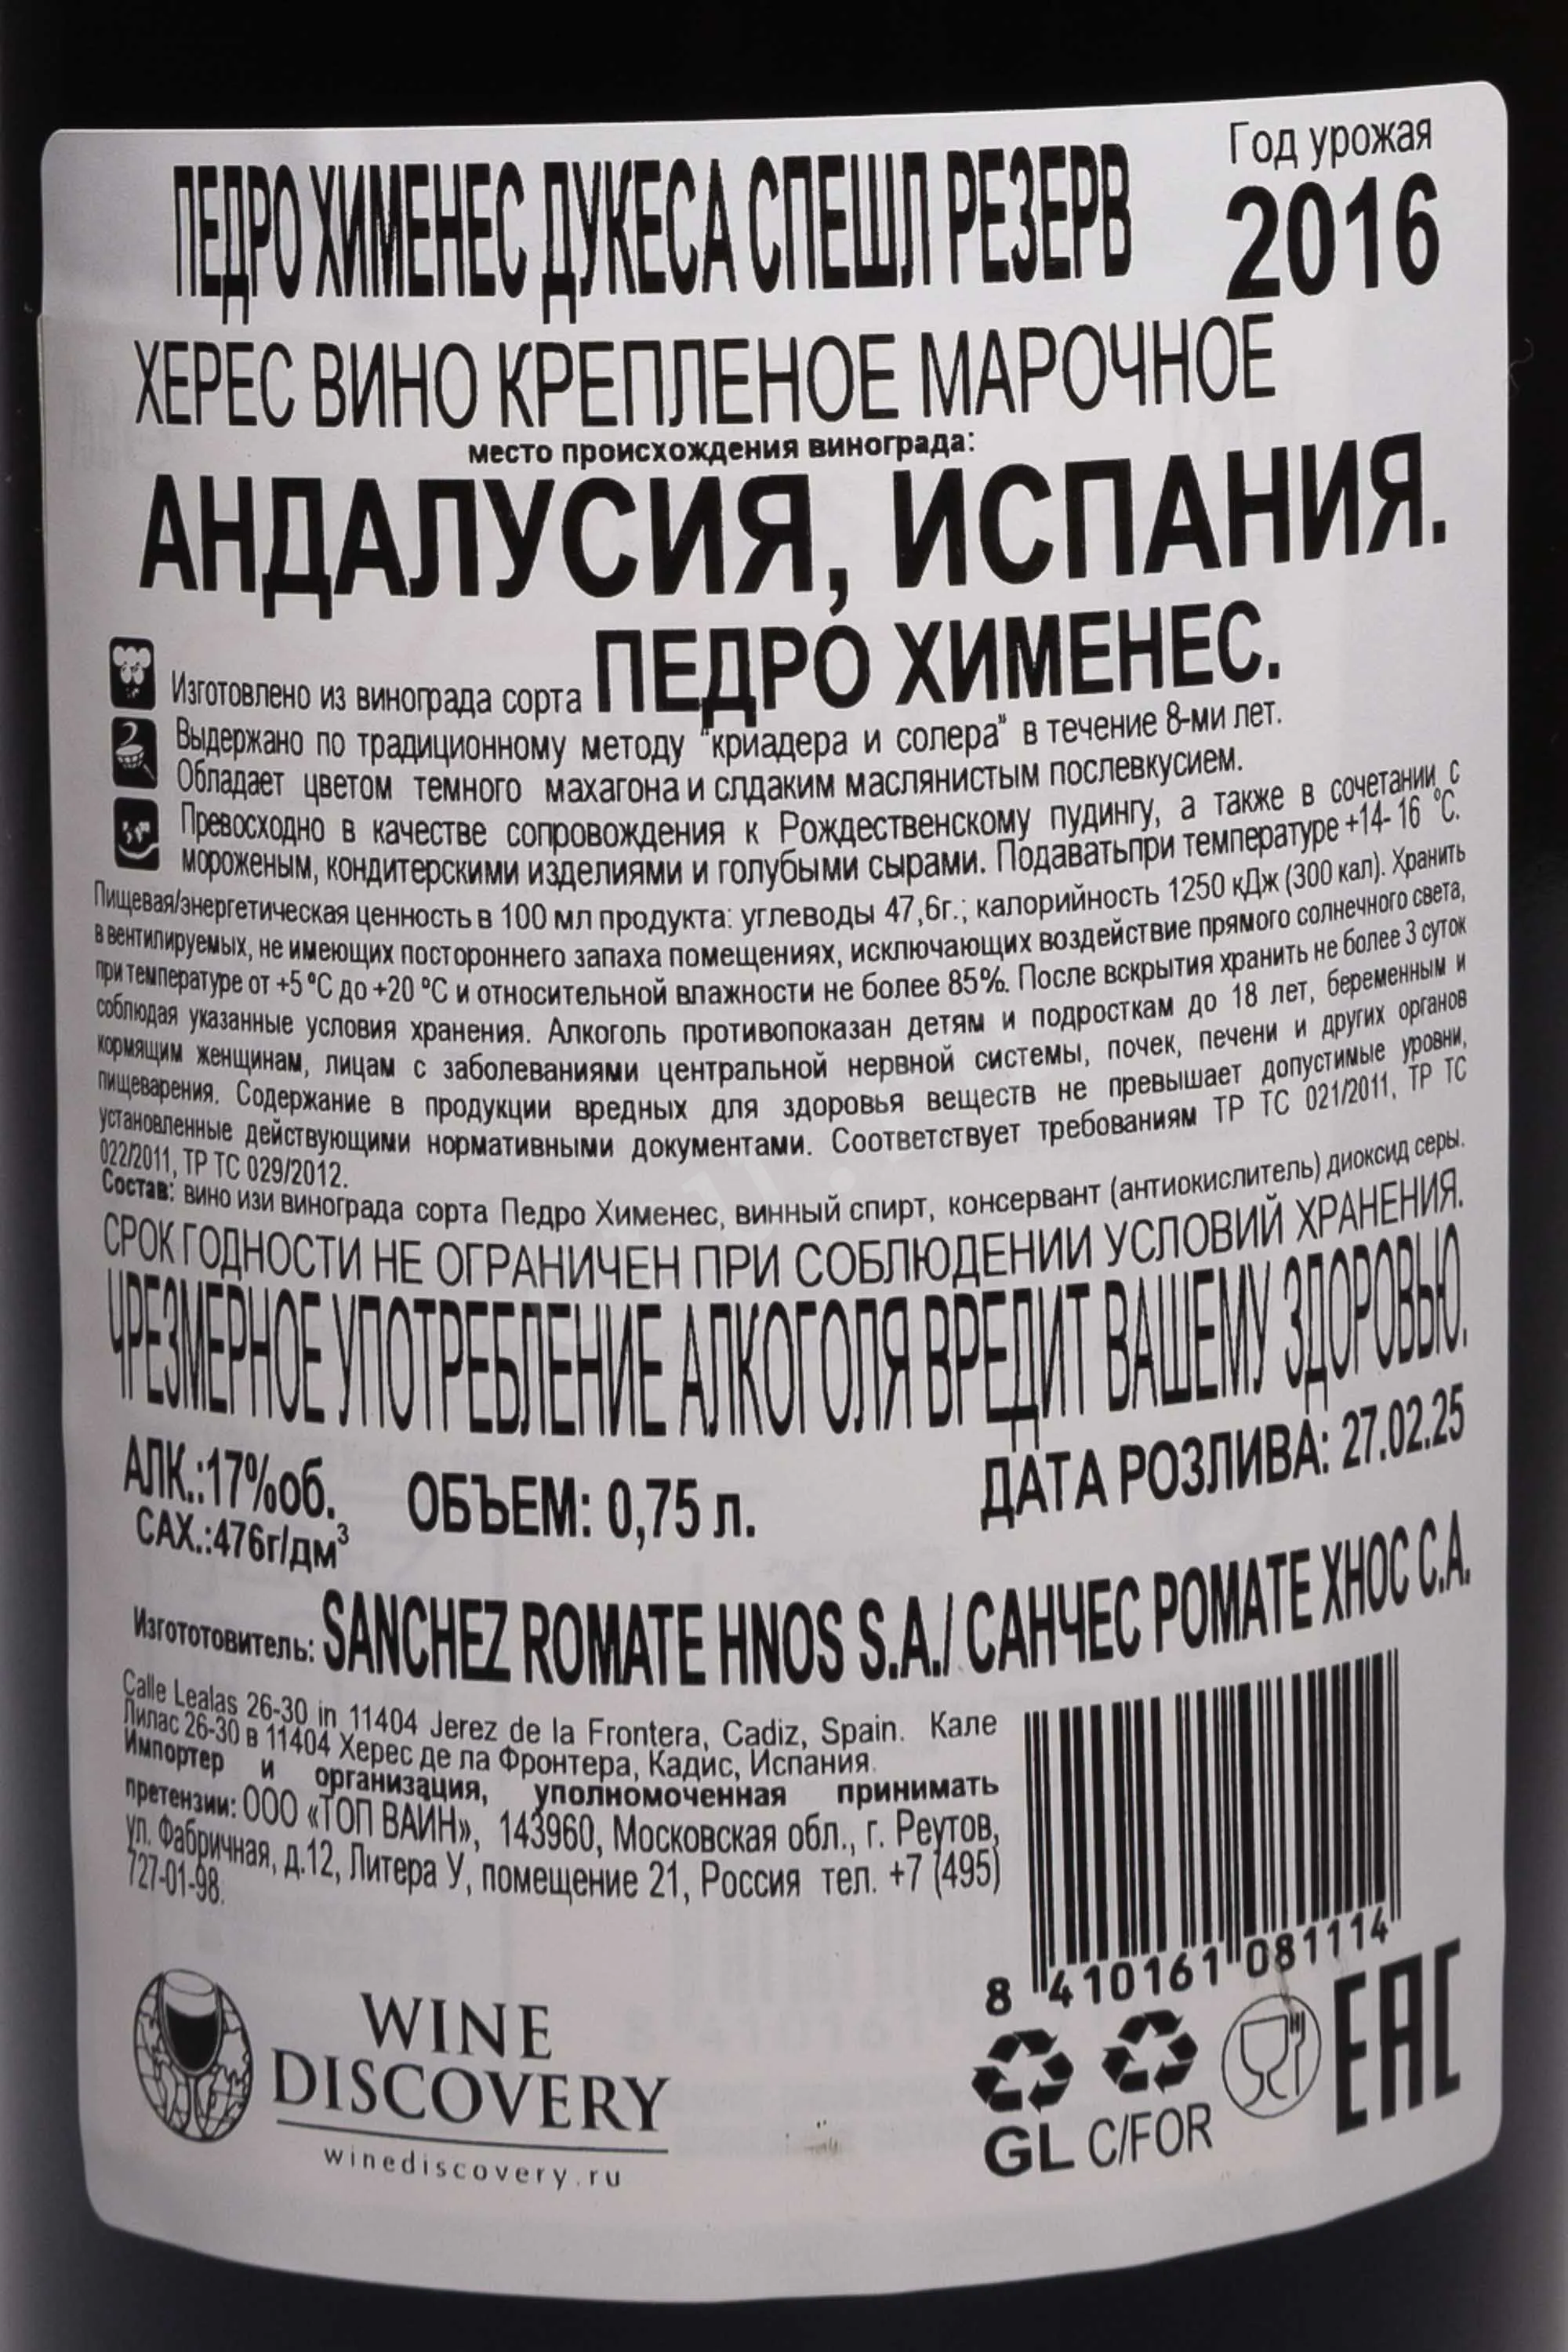 Год урожая
ПЕДРО ХИМЕНЕС ДУКЕСА СПЕШЛ РЕЗЕРВ 2016
ХЕРЕС ВИНО КРЕПЛЕНОЕ МАРОЧНОЕ
место происхождения винограда:
АНДАЛУСИЯ, ИСПАНИЯ.
Изготовлено из винограда сорта ПЕДРО ХИМЕНЕС.
Выдержано по традиционному методу "криадера и солера" в течение 8-ми лет.
Обладает цветом темного махагона и слдаким маслянистым послевкусием.
Превосходно в качестве сопровождения к Рождественскому пудингу, а также в сочетании с
мороженым, кондитерскими изделиями и голубыми сырами. Подаватьпри температуре +14- 16 °C.
Пищевая/энергетическая ценность в 100 мл продукта: углеводы 47,6г.; калорийность 1250 кДж (300 кал). Хранить
в вентилируемых, не имеющих постороннего запаха помещениях, исключающих воздействие прямого солнечного света,
при температуре от +5 °C до +20 °C и относительной влажности не более 85%. После вскрытия хранить не более 3 суток
соблюдая указанные условия хранения. Алкоголь противопоказан детям и подросткам до 18 лет, беременным и
кормящим женщинам, лицам с заболеваниями центральной нервной системы, почек, печени и других органов
пищеварения. Содержание в продукции вредных для здоровья веществ не превышает допустимые уровни,
установленные действующими нормативными документами. Соответствует требованиям ТР ТС 021/2011, ТР ТС
022/2011, ТР ТС 029/2012.
Состав: вино изи винограда сорта Педро Хименес, винный спирт, консервант (антиокислитель) диоксид серы.
СРОК ГОДНОСТИ НЕ ОГРАНИЧЕН ПРИ СОБЛЮДЕНИИ УСЛОВИЙ ХРАНЕНИЯ.
ЧРЕЗМЕРНОЕ УПОТРЕБЛЕНИЕ АЛКОГОЛЯ ВРЕДИТ ВАШЕМУ ЗДОРОВЬЮ.
АЛК.:17%об. ОБЪЕМ: 0,75 л. ДАТА РОЗЛИВА: 27.02.25
САХ.:476г/дм³
Изгототовитель: SANCHEZ ROMATE HNOS S.A./ САНЧЕС РОМАТЕ ХНОС С.А.
Calle Lealas 26-30 in 11404 Jerez de la Frontera, Cadiz, Spain. Кале
Лилас 26-30 в 11404 Херес де ла Фронтера, Кадис, Испания.
Импортер и организация, уполномоченная принимать
претензии: ООО «ТОП ВАЙН», 143960, Московская обл., г. Реутов,
ул. Фабричная, д.12, Литера У, помещение 21, Россия тел. +7 (495)
727-01-98.
8 410161 081114
WINE
DISCOVERY
winediscovery.ru
GL C/FOR
EAC